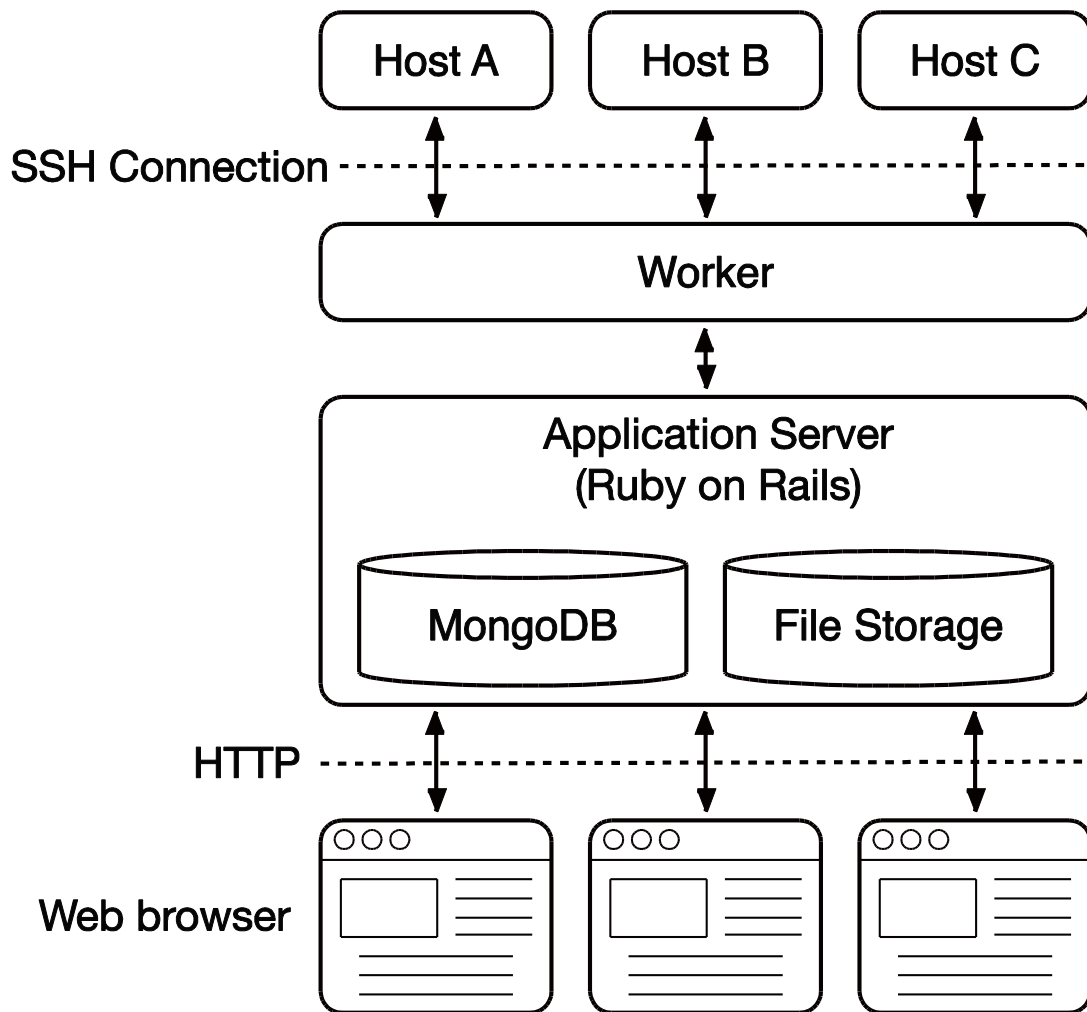 Host A
Host B
Host C
SSH Connection
Worker
Application Server
(Ruby on Rails)
MongoDB
File Storage
HTTP
Web browser